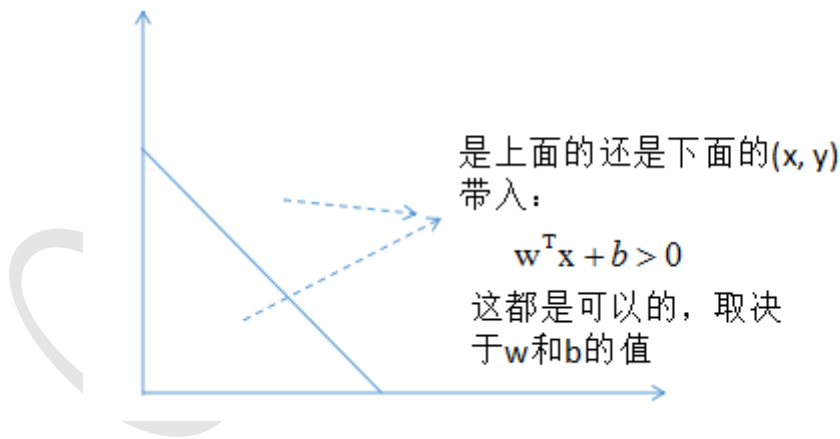 是上面的还是下面的(x, y)
带入：
w^T x + b > 0
这都是可以的，取决
于w和b的值